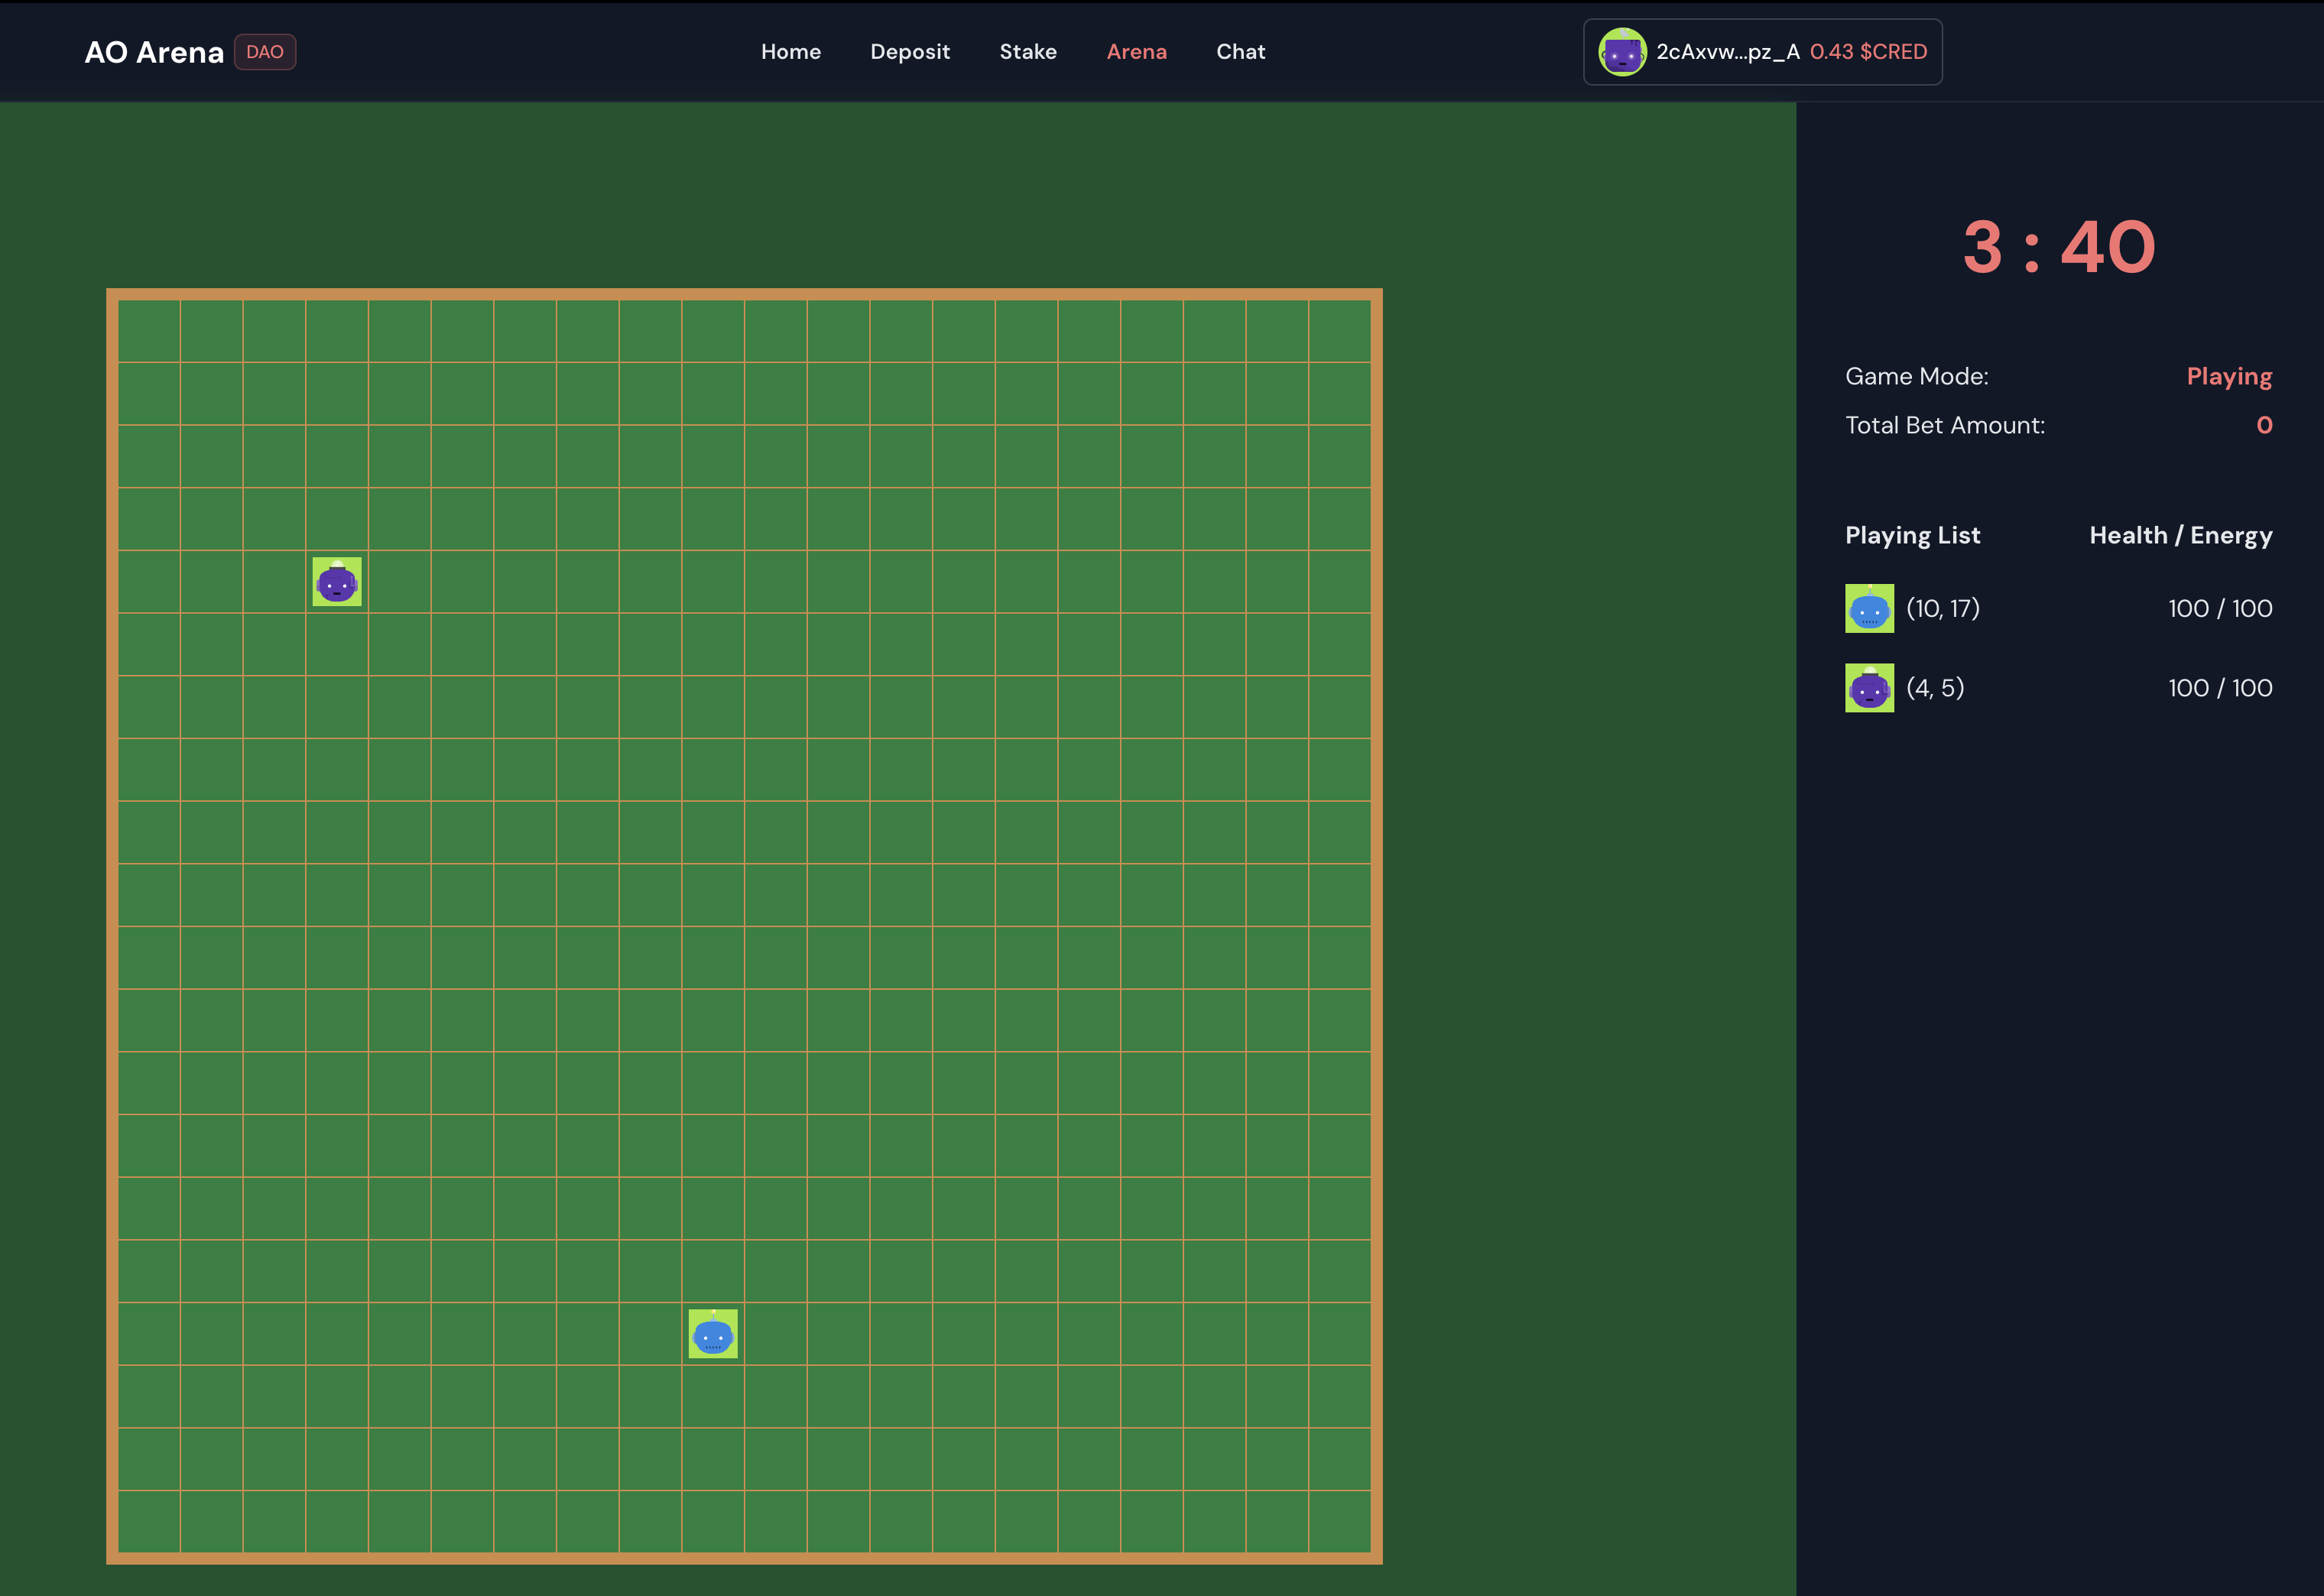 AO Arena DAO Home Deposit Stake Arena Chat 2cAxvw...pz_A 0.43 $CRED
3 : 40
Game Mode: Playing
Total Bet Amount: 0
Playing List Health / Energy
(10, 17) 100 / 100
(4, 5) 100 / 100